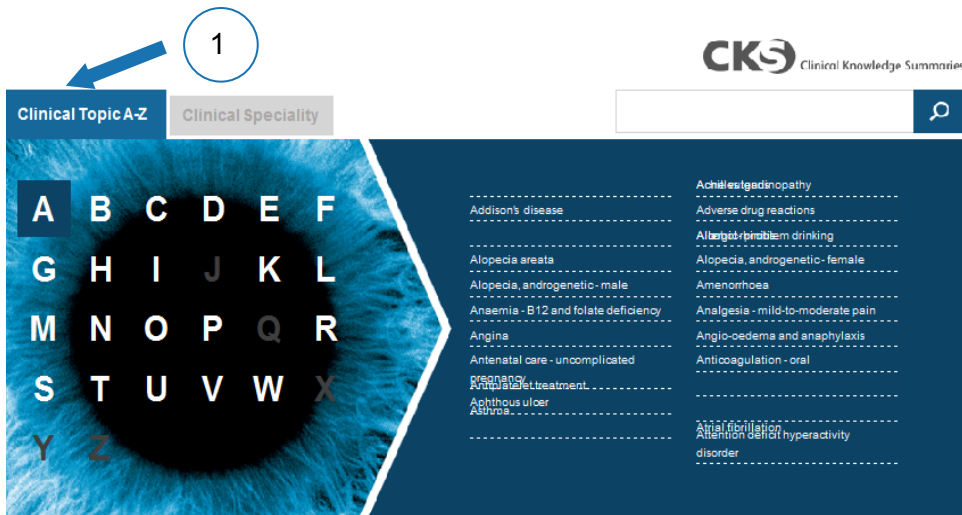 1
CKS Clinical Knowledge Summaries
Clinical Topic A-Z
Clinical Speciality
A B C D E F
G H I J K L
M N O P Q R
S T U V W X
Y Z
Addison's disease
Alopecia areata
Alopecia, androgenetic - male
Anaemia - B12 and folate deficiency
Angina
Antenatal care - uncomplicated
pregnancy
Antiplatelet treatment
Aphthous ulcer
Asthma
Adverse drug reactions
Alopecia, androgenetic - female
Amenorrhoea
Analgesia - mild-to-moderate pain
Angio-oedema and anaphylaxis
Anticoagulation - oral
Atrial fibrillation
Attention deficit hyperactivity
disorder